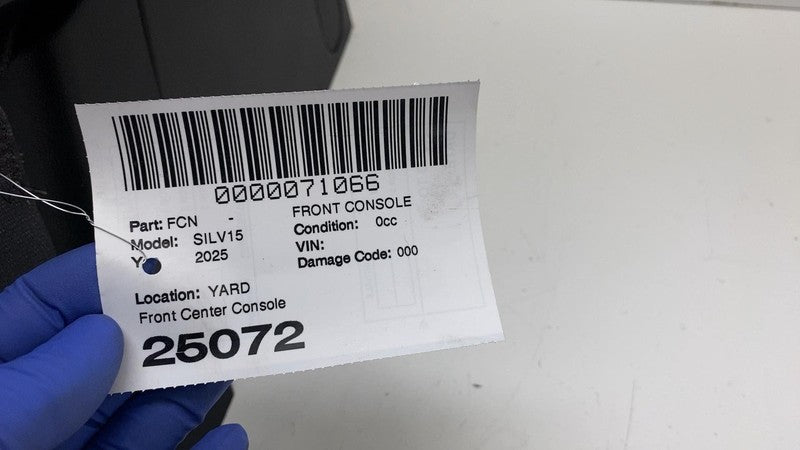 0000071066
Part: FCN - FRONT CONSOLE
Model: SILV15 Condition: 0cc
Y 2025 VIN:
Damage Code: 000
Location: YARD
Front Center Console
25072